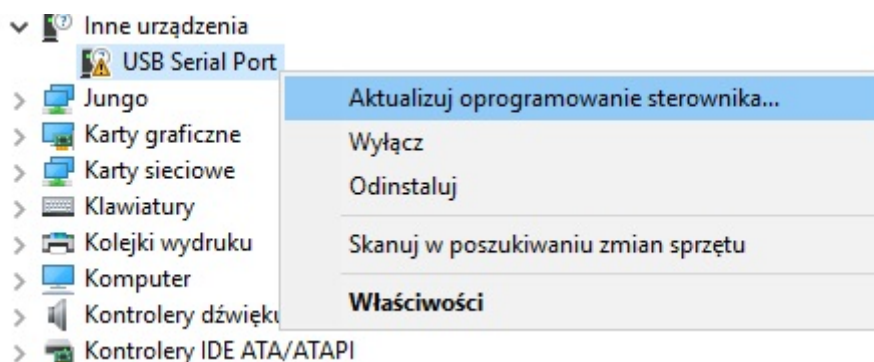 Inne urządzenia
USB Serial Port
Jungo
Karty graficzne
Karty sieciowe
Klawiatury
Kolejki wydruku
Komputer
Kontrolery dźwięku
Kontrolery IDE ATA/ATAPI
Aktualizuj oprogramowanie sterownika...
Wyłącz
Odinstaluj
Skanuj w poszukiwaniu zmian sprzętu
Właściwości